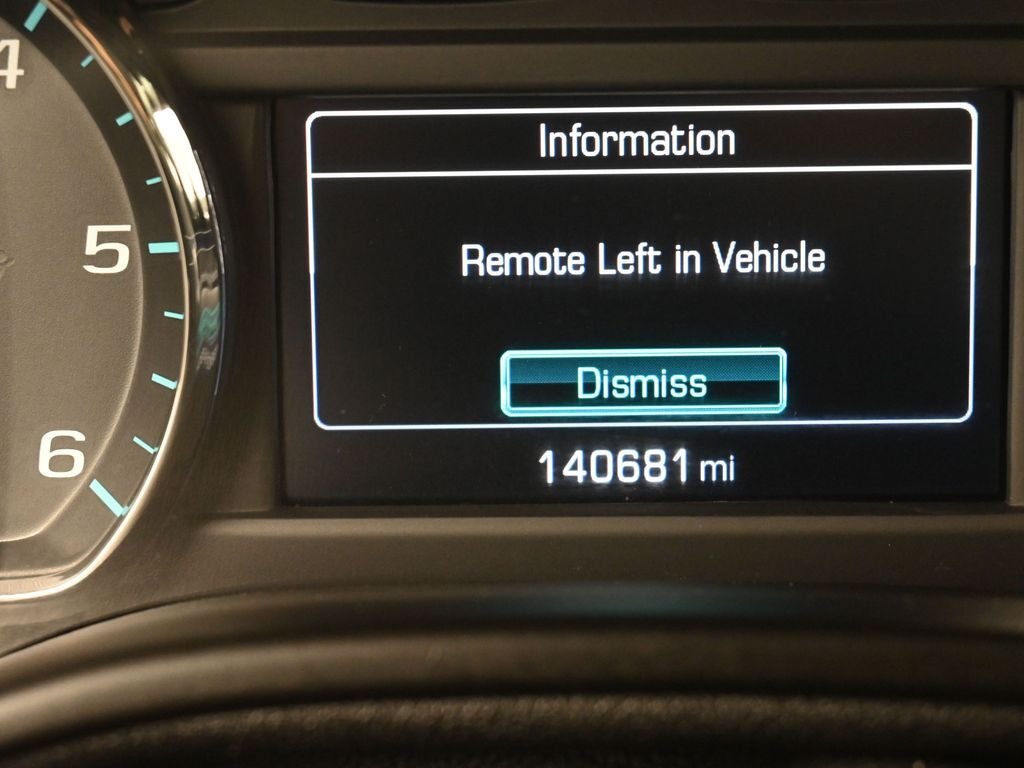 4
5
6
Information
Remote Left in Vehicle
Dismiss
140681 mi